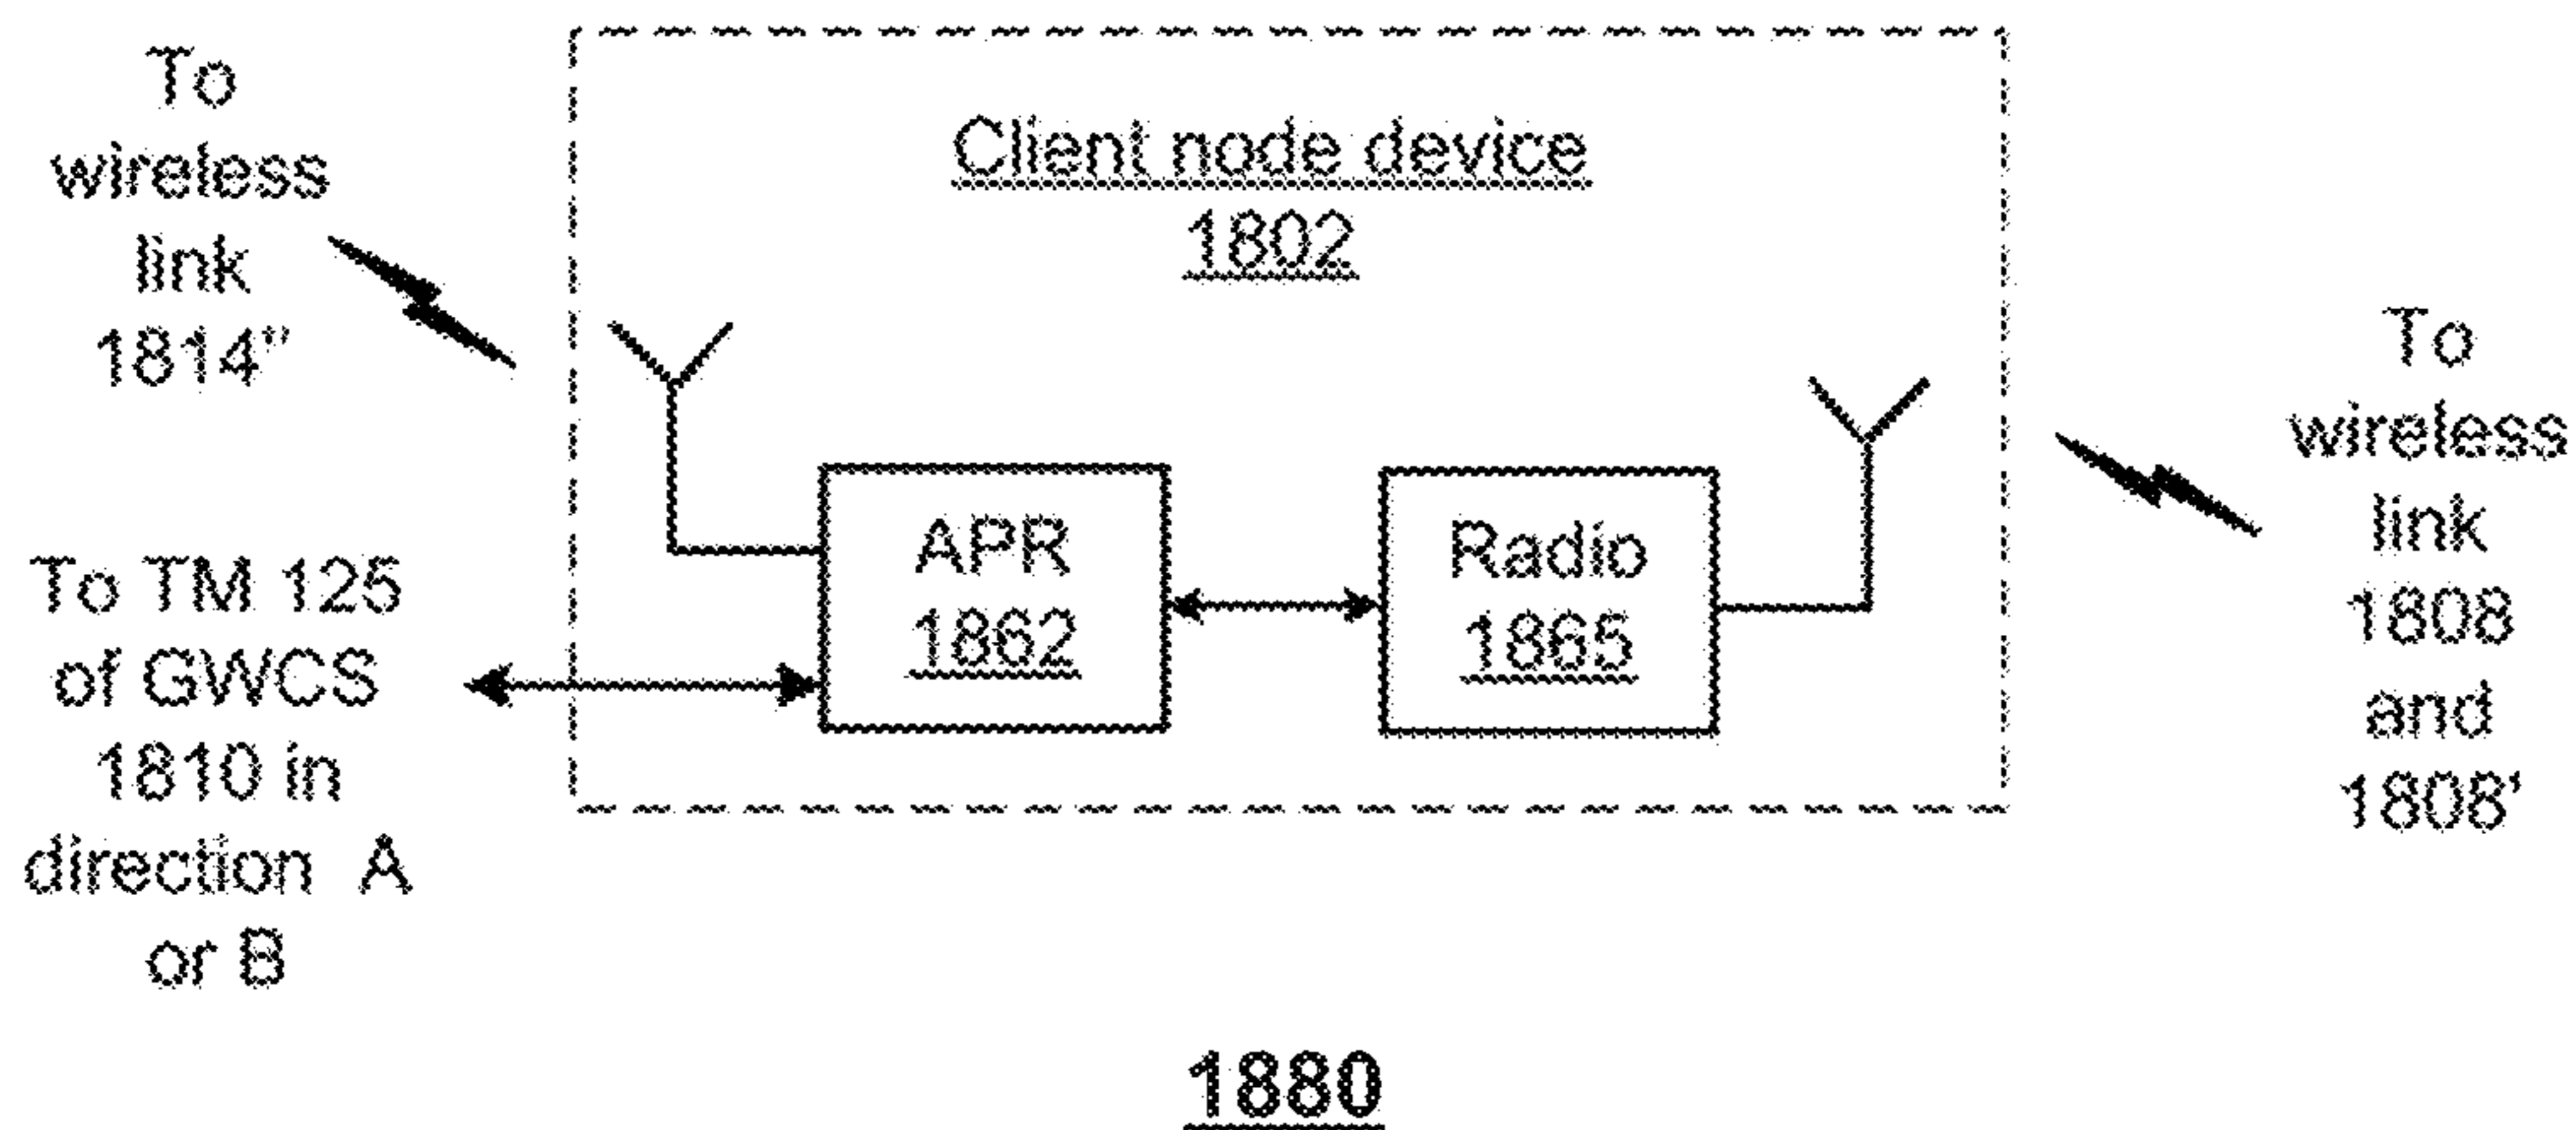 To
wireless
link
1814"
To TM 125
of GWCS
1810 in
direction A
or B
Client node device
1802
APR
1862
Radio
1865
To
wireless
link
1808
and
1808'
1880